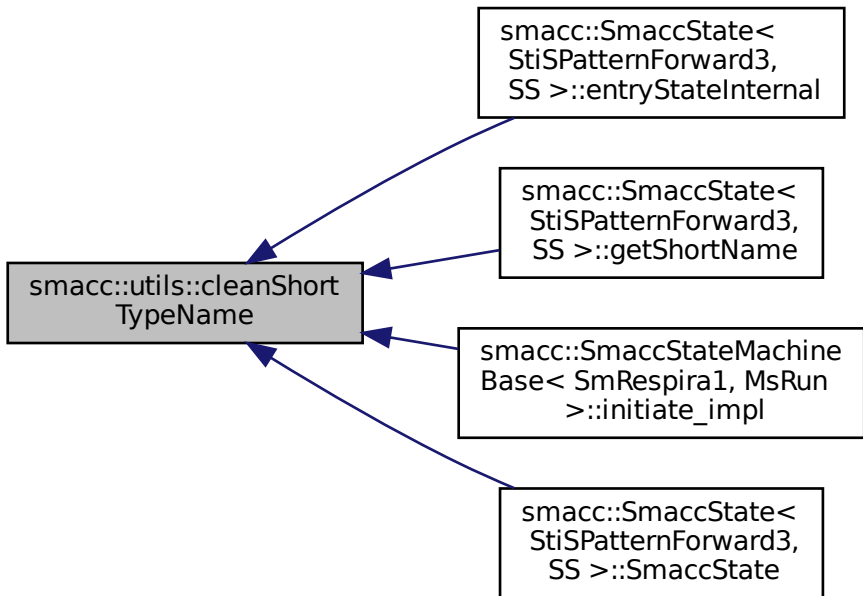 smacc::SmaccState<
StiSPatternForward3,
SS >::entryStateInternal
smacc::SmaccState<
StiSPatternForward3,
SS >::getShortName
smacc::utils::cleanShort
TypeName
smacc::SmaccStateMachine
Base< SmRespira1, MsRun
>::initiate_impl
smacc::SmaccState<
StiSPatternForward3,
SS >::SmaccState